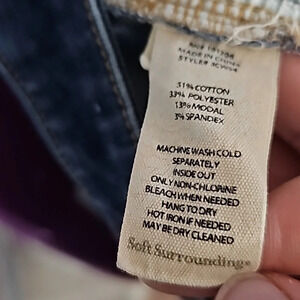 MADE IN CHINA
51% COTTON
33% POLYESTER
13% MODAL
3% SPANDEX
MACHINE WASH COLD
SEPARATELY
INSIDE OUT
ONLY NON-CHLORINE
BLEACH WHEN NEEDED
HANG TO DRY
HOT IRON IF NEEDED
MAY BE DRY CLEANED
Soft Surroundings